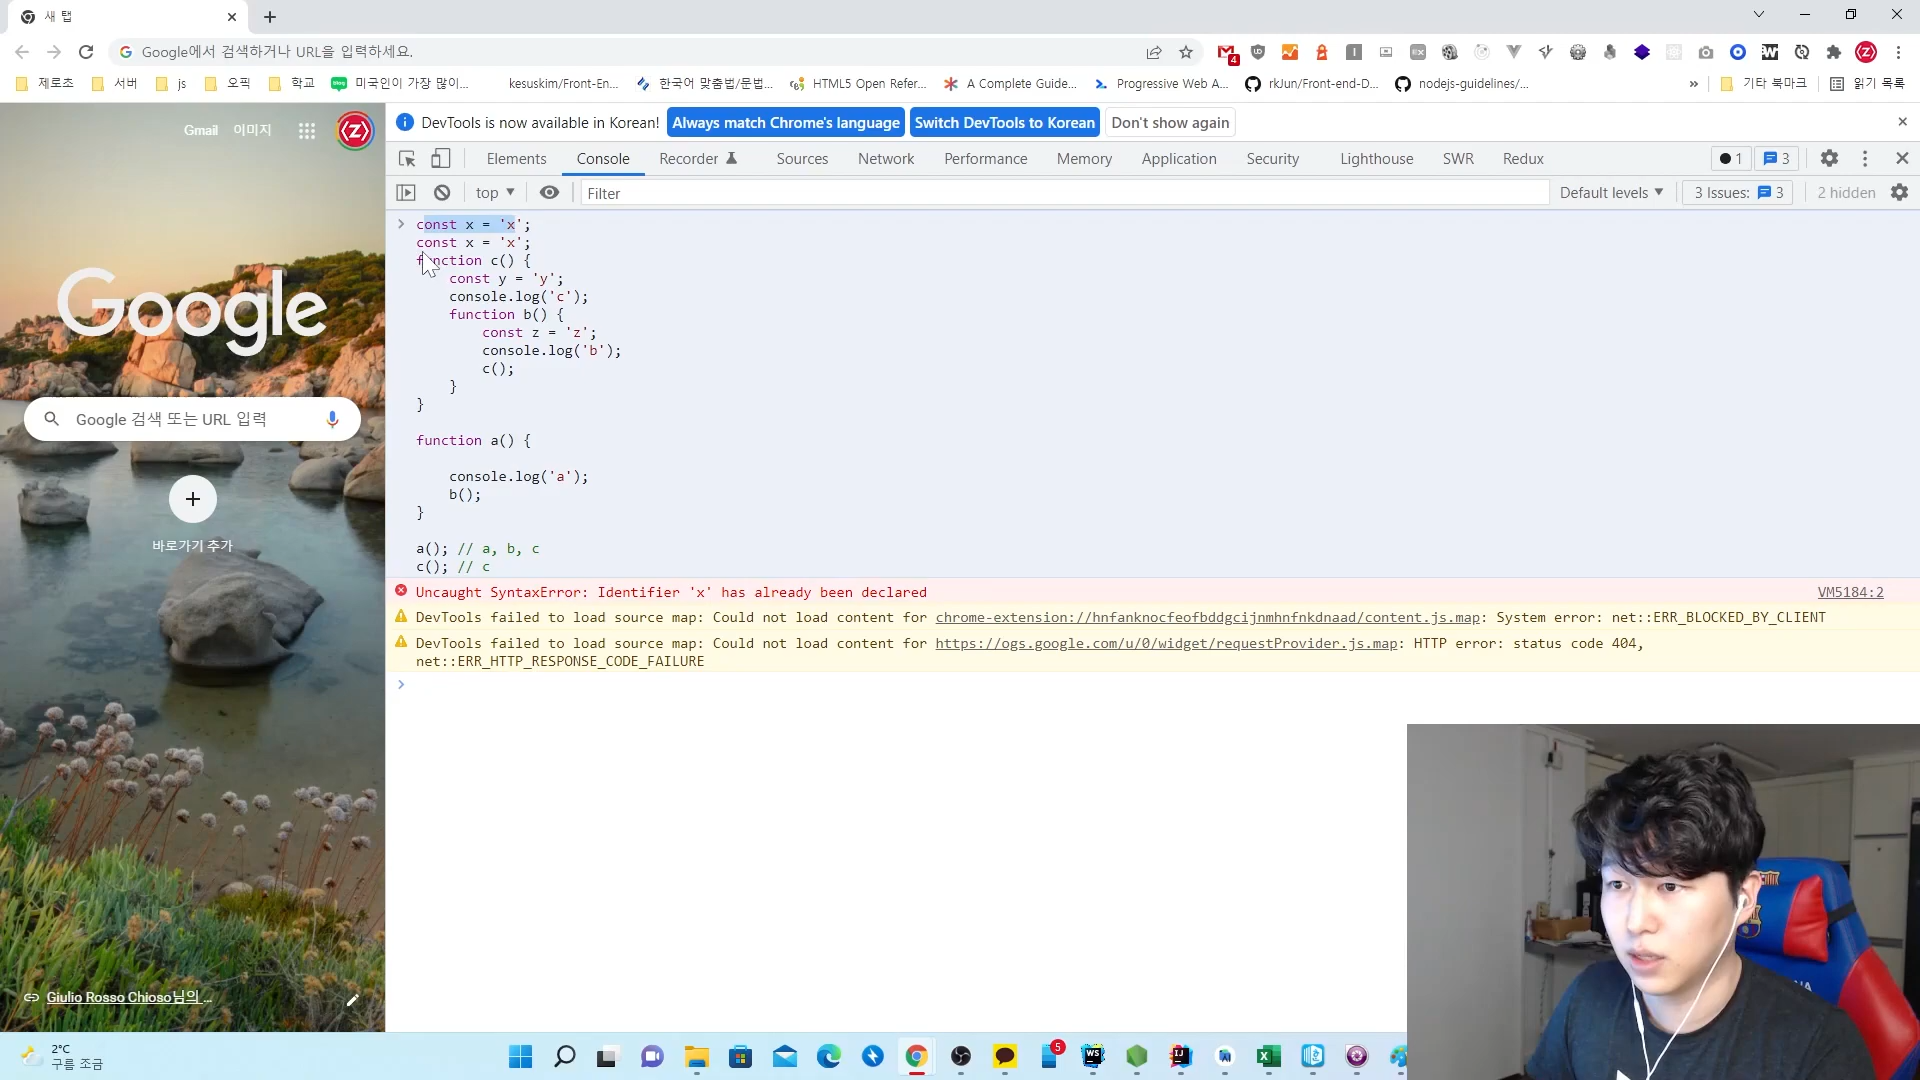 새 탭
Google에서 검색하거나 URL을 입력하세요.
4
제로초
서버
js
오픽
학교
미국인이 가장 많이...
kesuskim/Front-En...
한국어 맞춤법/문법...
HTML5 Open Refer...
A Complete Guide...
Progressive Web A...
rkJun/Front-end-D...
nodejs-guidelines/...
»
기타 북마크
읽기 목록
Gmail
이미지
Google
Google 검색 또는 URL 입력
바로가기 추가
Giulio Rosso Chioso님의 ...
DevTools is now available in Korean!
Always match Chrome's language
Switch DevTools to Korean
Don't show again
Elements
Console
Recorder
Sources
Network
Performance
Memory
Application
Security
Lighthouse
SWR
Redux
1
3
top
Filter
Default levels
3 Issues: 3
2 hidden
const x = 'x';
const x = 'x';
function c() {
    const y = 'y';
    console.log('c');
    function b() {
        const z = 'z';
        console.log('b');
        c();
    }
}
function a() {
    console.log('a');
    b();
}
a(); // a, b, c
c(); // c
Uncaught SyntaxError: Identifier 'x' has already been declared
VM5184:2
DevTools failed to load source map: Could not load content for chrome-extension://hnfanknocfeofbddgcijnmhnfnkdnaad/content.js.map: System error: net::ERR_BLOCKED_BY_CLIENT
DevTools failed to load source map: Could not load content for https://ogs.google.com/u/0/widget/requestProvider.js.map: HTTP error: status code 404,
net::ERR_HTTP_RESPONSE_CODE_FAILURE
2°C
구름 조금
5
WS
IJ